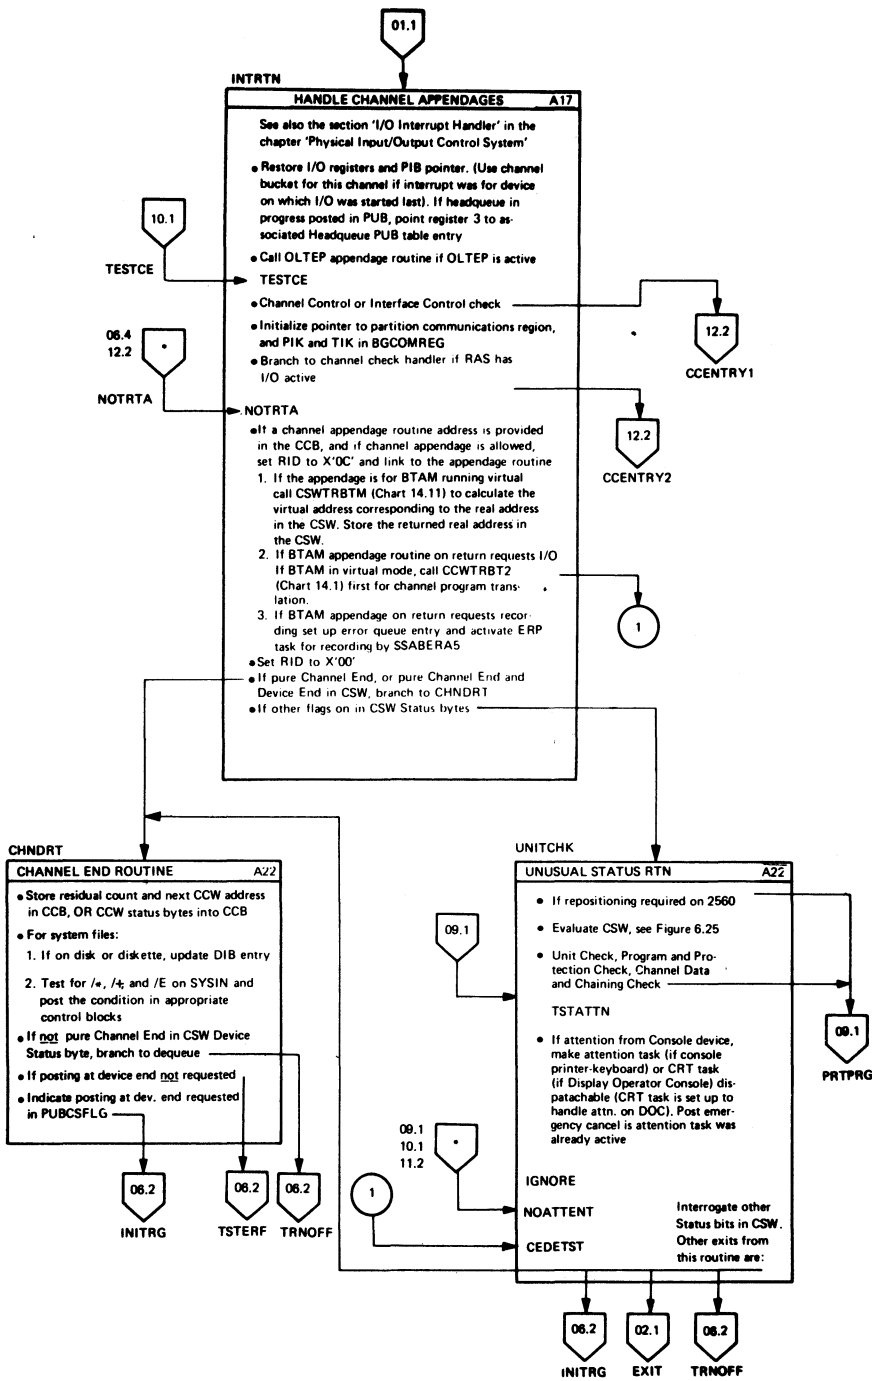 01.1
INTRTN
HANDLE CHANNEL APPENDAGES A17
See also the section 'I/O Interrupt Handler' in the
chapter 'Physical Input/Output Control System'
• Restore I/O registers and PIB pointer. (Use channel
bucket for this channel if interrupt was for device
on which I/O was started last). If headqueue in
progress posted in PUB, point register 3 to as-
sociated Headqueue PUB table entry
• Call OLTEP appendage routine if OLTEP is active
10.1
TESTCE
TESTCE
• Channel Control or Interface Control check
12.2
CCENTRY1
• Initialize pointer to partition communications region,
and PIK and TIK in BGCOMREG
• Branch to channel check handler if RAS has
I/O active
12.2
CCENTRY2
06.4
12.2
*
NOTRTA
NOTRTA
• If a channel appendage routine address is provided
in the CCB, and if channel appendage is allowed,
set RID to X'0C' and link to the appendage routine
1. If the appendage is for BTAM running virtual
call CSWTRBTM (Chart 14.11) to calculate the
virtual address corresponding to the real address
in the CSW. Store the returned real address in
the CSW.
2. If BTAM appendage routine on return requests I/O
If BTAM in virtual mode, call CCWTRBT2
(Chart 14.1) first for channel program trans-
lation.
1
3. If BTAM appendage on return requests recor-
ding set up error queue entry and activate ERP
task for recording by SSABERA5
• Set RID to X'00'
• If pure Channel End, or pure Channel End and
Device End in CSW, branch to CHNDRT
• If other flags on in CSW Status bytes
CHNDRT
CHANNEL END ROUTINE A22
• Store residual count and next CCW address
in CCB, OR CCW status bytes into CCB
• For system files:
1. If on disk or diskette, update DIB entry
2. Test for /*, /+, and /E on SYSIN and
post the condition in appropriate
control blocks
• If not pure Channel End in CSW Device
Status byte, branch to dequeue
• If posting at device end not requested
• Indicate posting at dev. end requested
in PUBCSFLG
06.2
INITRG
06.2
TSTERF
06.2
TRNOFF
UNITCHK
UNUSUAL STATUS RTN A22
• If repositioning required on 2560
• Evaluate CSW, see Figure 6.25
• Unit Check, Program and Pro-
tection Check, Channel Data
and Chaining Check
09.1
09.1
PRTPRG
TSTATTN
• If attention from Console device,
make attention task (if console
printer-keyboard) or CRT task
(if Display Operator Console) dis-
patachable (CRT task is set up to
handle attn. on DOC). Post emer-
gency cancel is attention task was
already active
09.1
10.1
11.2
*
IGNORE
NOATTENT
1
CEDETST
Interrogate other
Status bits in CSW.
Other exits from
this routine are:
06.2
INITRG
02.1
EXIT
06.2
TRNOFF